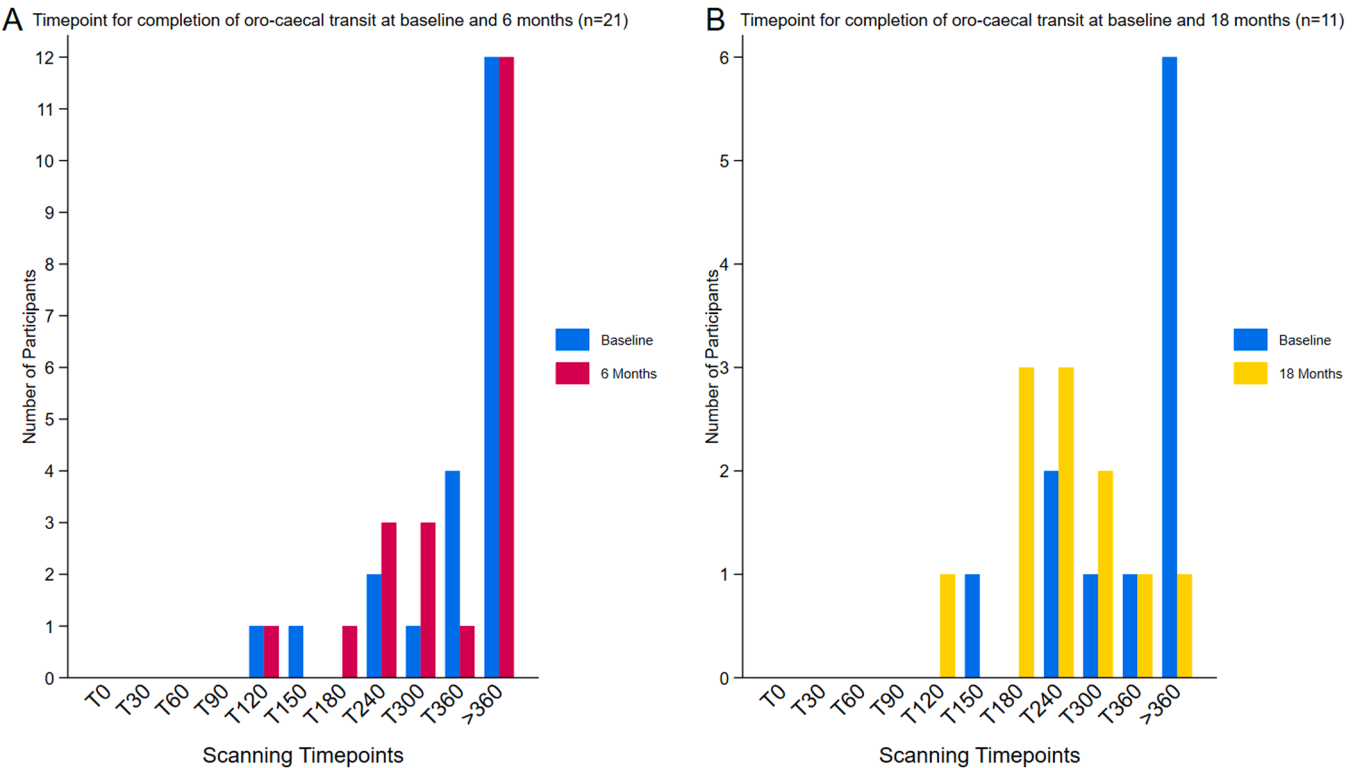 A Timepoint for completion of oro-caecal transit at baseline and 6 months (n=21)
12
11
10
9
8
7
6
5
4
3
2
1
0
Number of Participants
T0 T30 T60 T90 T120 T150 T180 T240 T300 T360 >360
Scanning Timepoints
Baseline
6 Months
B Timepoint for completion of oro-caecal transit at baseline and 18 months (n=11)
6
5
4
3
2
1
0
Number of Participants
T0 T30 T60 T90 T120 T150 T180 T240 T300 T360 >360
Scanning Timepoints
Baseline
18 Months